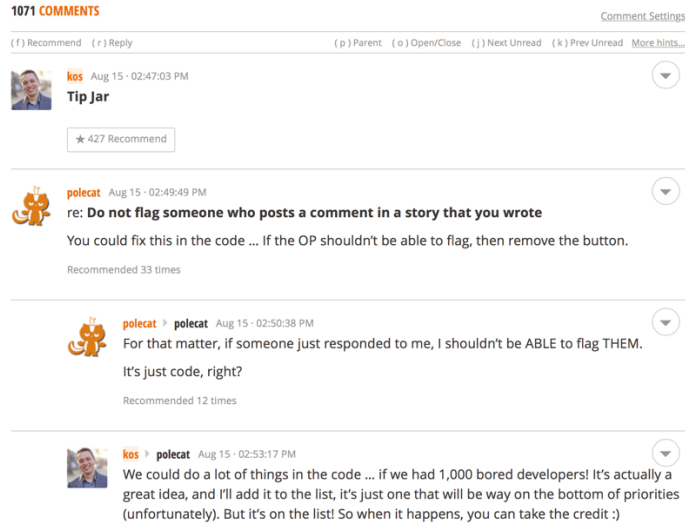 1071 COMMENTS
Comment Settings
( f ) Recommend ( r ) Reply ( p ) Parent ( o ) Open/Close ( j ) Next Unread ( k ) Prev Unread More hints...
kos Aug 15 · 02:47:03 PM
Tip Jar
★ 427 Recommend
polecat Aug 15 · 02:49:49 PM
re: Do not flag someone who posts a comment in a story that you wrote
You could fix this in the code ... If the OP shouldn’t be able to flag, then remove the button.
Recommended 33 times
polecat ▸ polecat Aug 15 · 02:50:38 PM
For that matter, if someone just responded to me, I shouldn’t be ABLE to flag THEM.
It’s just code, right?
Recommended 12 times
kos ▸ polecat Aug 15 · 02:53:17 PM
We could do a lot of things in the code ... if we had 1,000 bored developers! It’s actually a
great idea, and I’ll add it to the list, it’s just one that will be way on the bottom of priorities
(unfortunately). But it’s on the list! So when it happens, you can take the credit :)